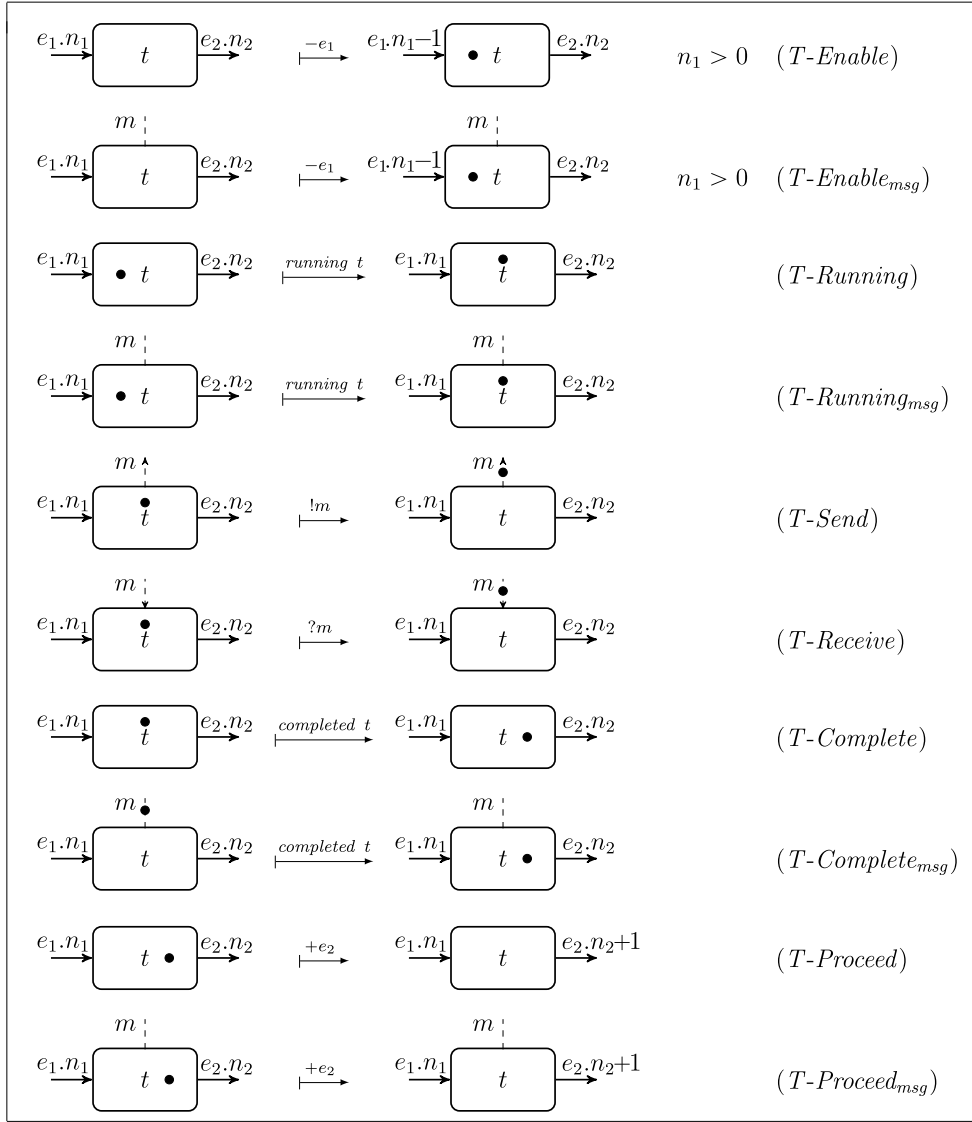 e₁.n₁ t e₂.n₂ −e₁ e₁.n₁−1 t e₂.n₂ n₁ > 0 (T-Enable)
m m
e₁.n₁ t e₂.n₂ −e₁ e₁.n₁−1 t e₂.n₂ n₁ > 0 (T-Enableₘₛg)
e₁.n₁ t e₂.n₂ running t e₁.n₁ t e₂.n₂ (T-Running)
m m
e₁.n₁ t e₂.n₂ running t e₁.n₁ t e₂.n₂ (T-Runningₘₛg)
m m
e₁.n₁ t e₂.n₂ !m e₁.n₁ t e₂.n₂ (T-Send)
m m
e₁.n₁ t e₂.n₂ ?m e₁.n₁ t e₂.n₂ (T-Receive)
e₁.n₁ t e₂.n₂ completed t e₁.n₁ t e₂.n₂ (T-Complete)
m m
e₁.n₁ t e₂.n₂ completed t e₁.n₁ t e₂.n₂ (T-Completeₘₛg)
e₁.n₁ t e₂.n₂ +e₂ e₁.n₁ t e₂.n₂+1 (T-Proceed)
m m
e₁.n₁ t e₂.n₂ +e₂ e₁.n₁ t e₂.n₂+1 (T-Proceedₘₛg)